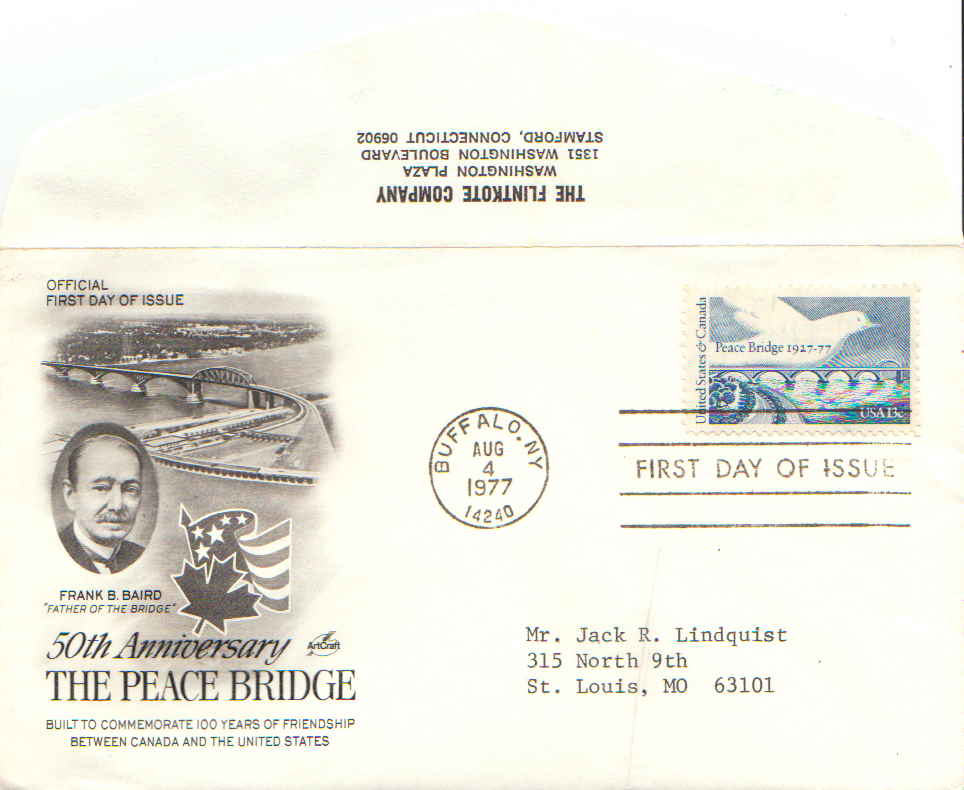 THE FLINTKOTE COMPANY
WASHINGTON PLAZA
1351 WASHINGTON BOULEVARD
STAMFORD, CONNECTICUT 06902
OFFICIAL
FIRST DAY OF ISSUE
United States & Canada
Peace Bridge 1927-77
USA 13c
BUFFALO, NY
AUG
4
1977
14240
FIRST DAY OF ISSUE
FRANK B. BAIRD
"FATHER OF THE BRIDGE"
50th Anniversary
ArtCraft
THE PEACE BRIDGE
BUILT TO COMMEMORATE 100 YEARS OF FRIENDSHIP
BETWEEN CANADA AND THE UNITED STATES
Mr. Jack R. Lindquist
315 North 9th
St. Louis, MO  63101